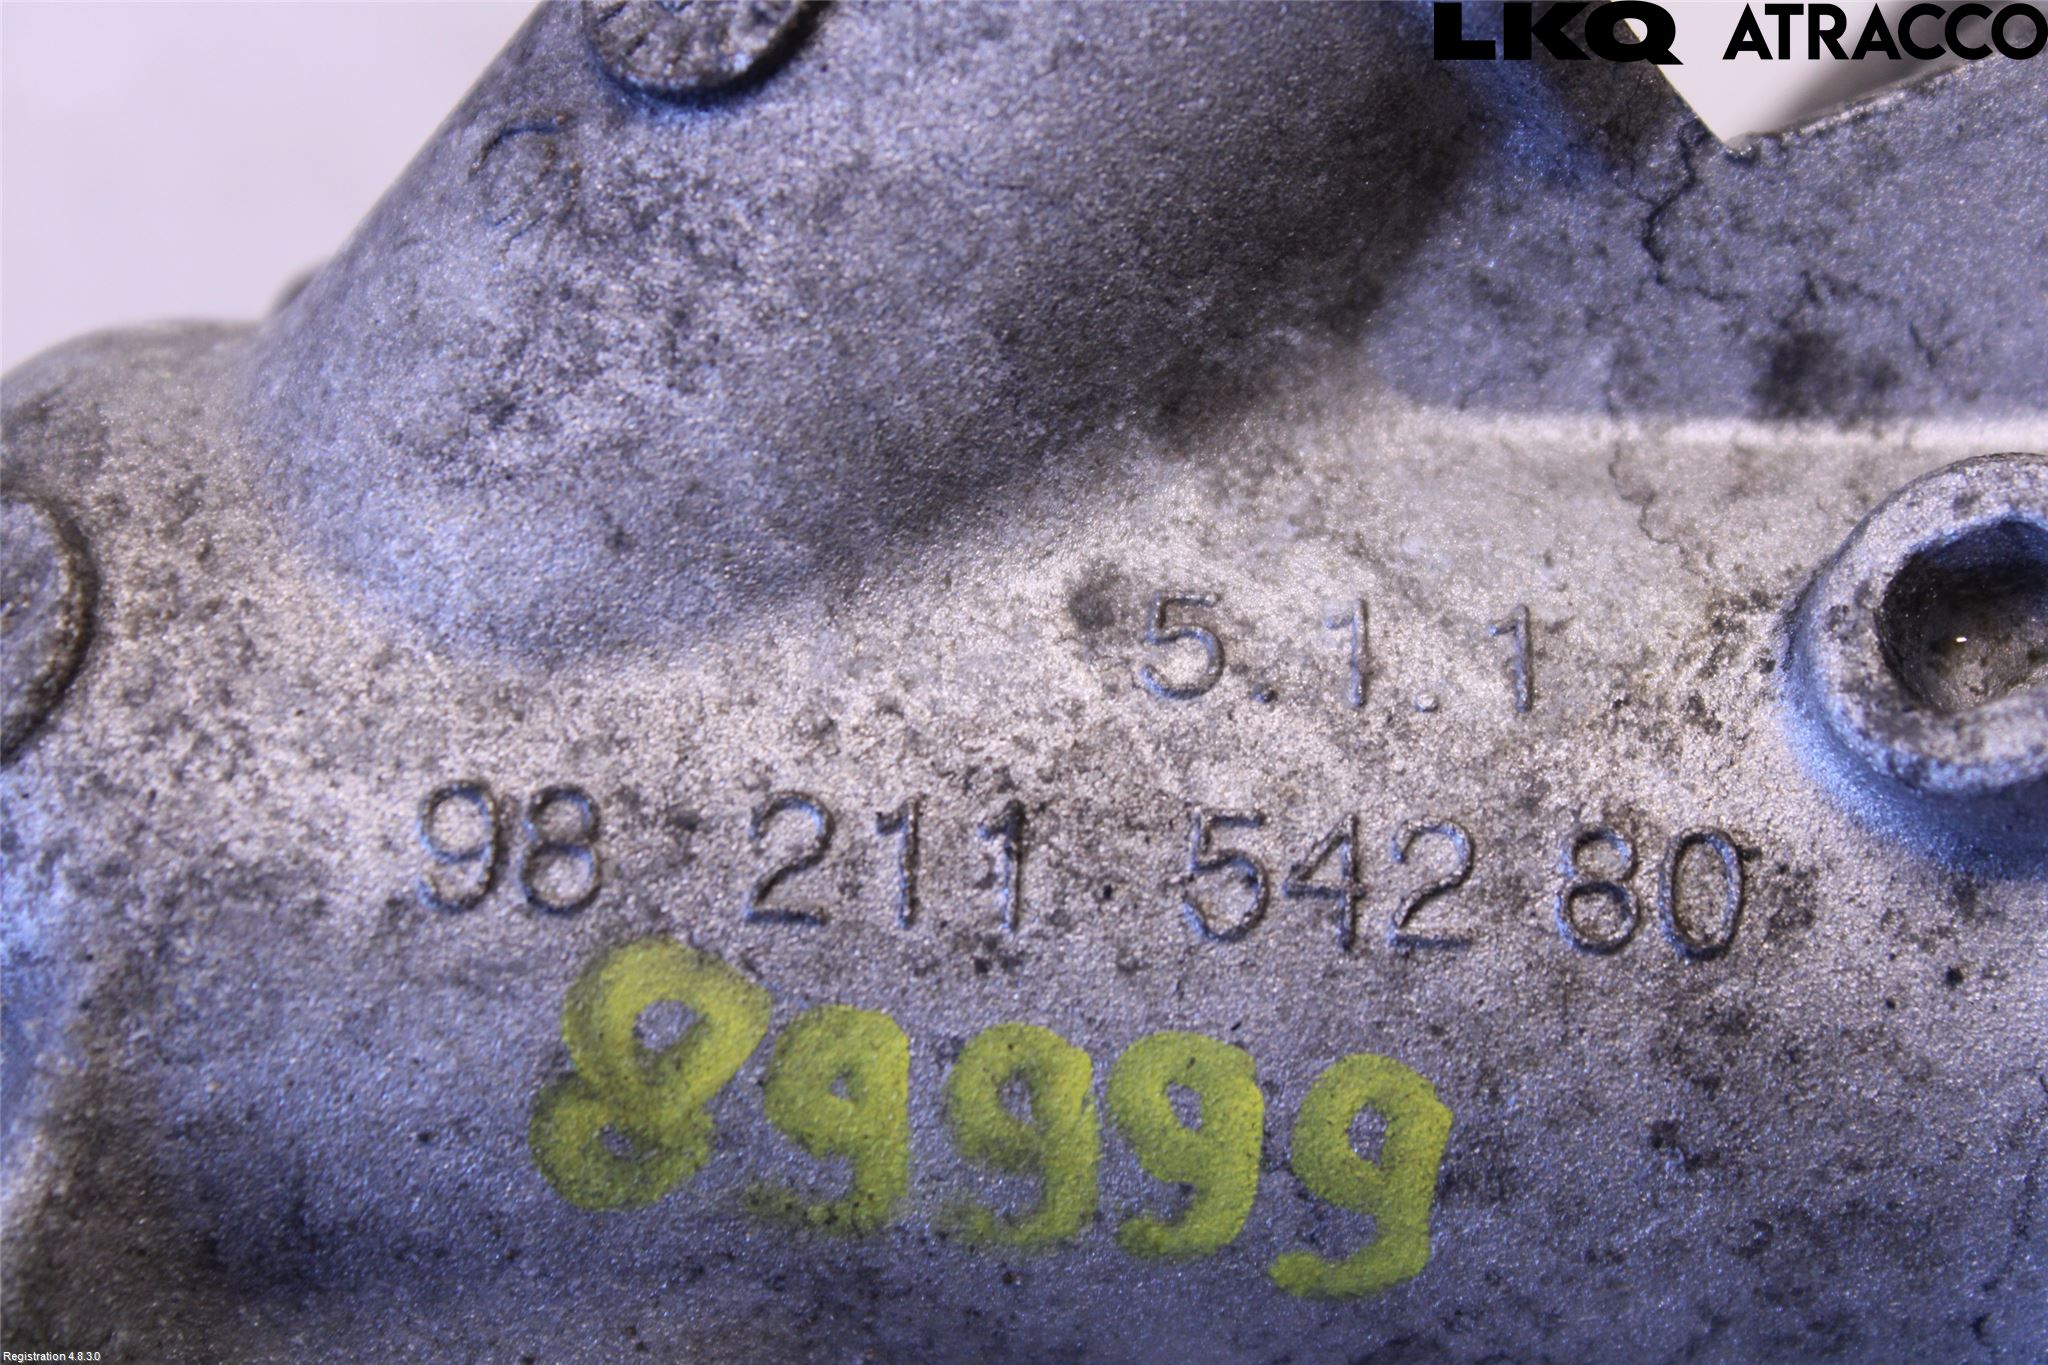 LKQ ATRACCO
5.1.1
98 211 542 80
89999
Registration 4.8.3.0